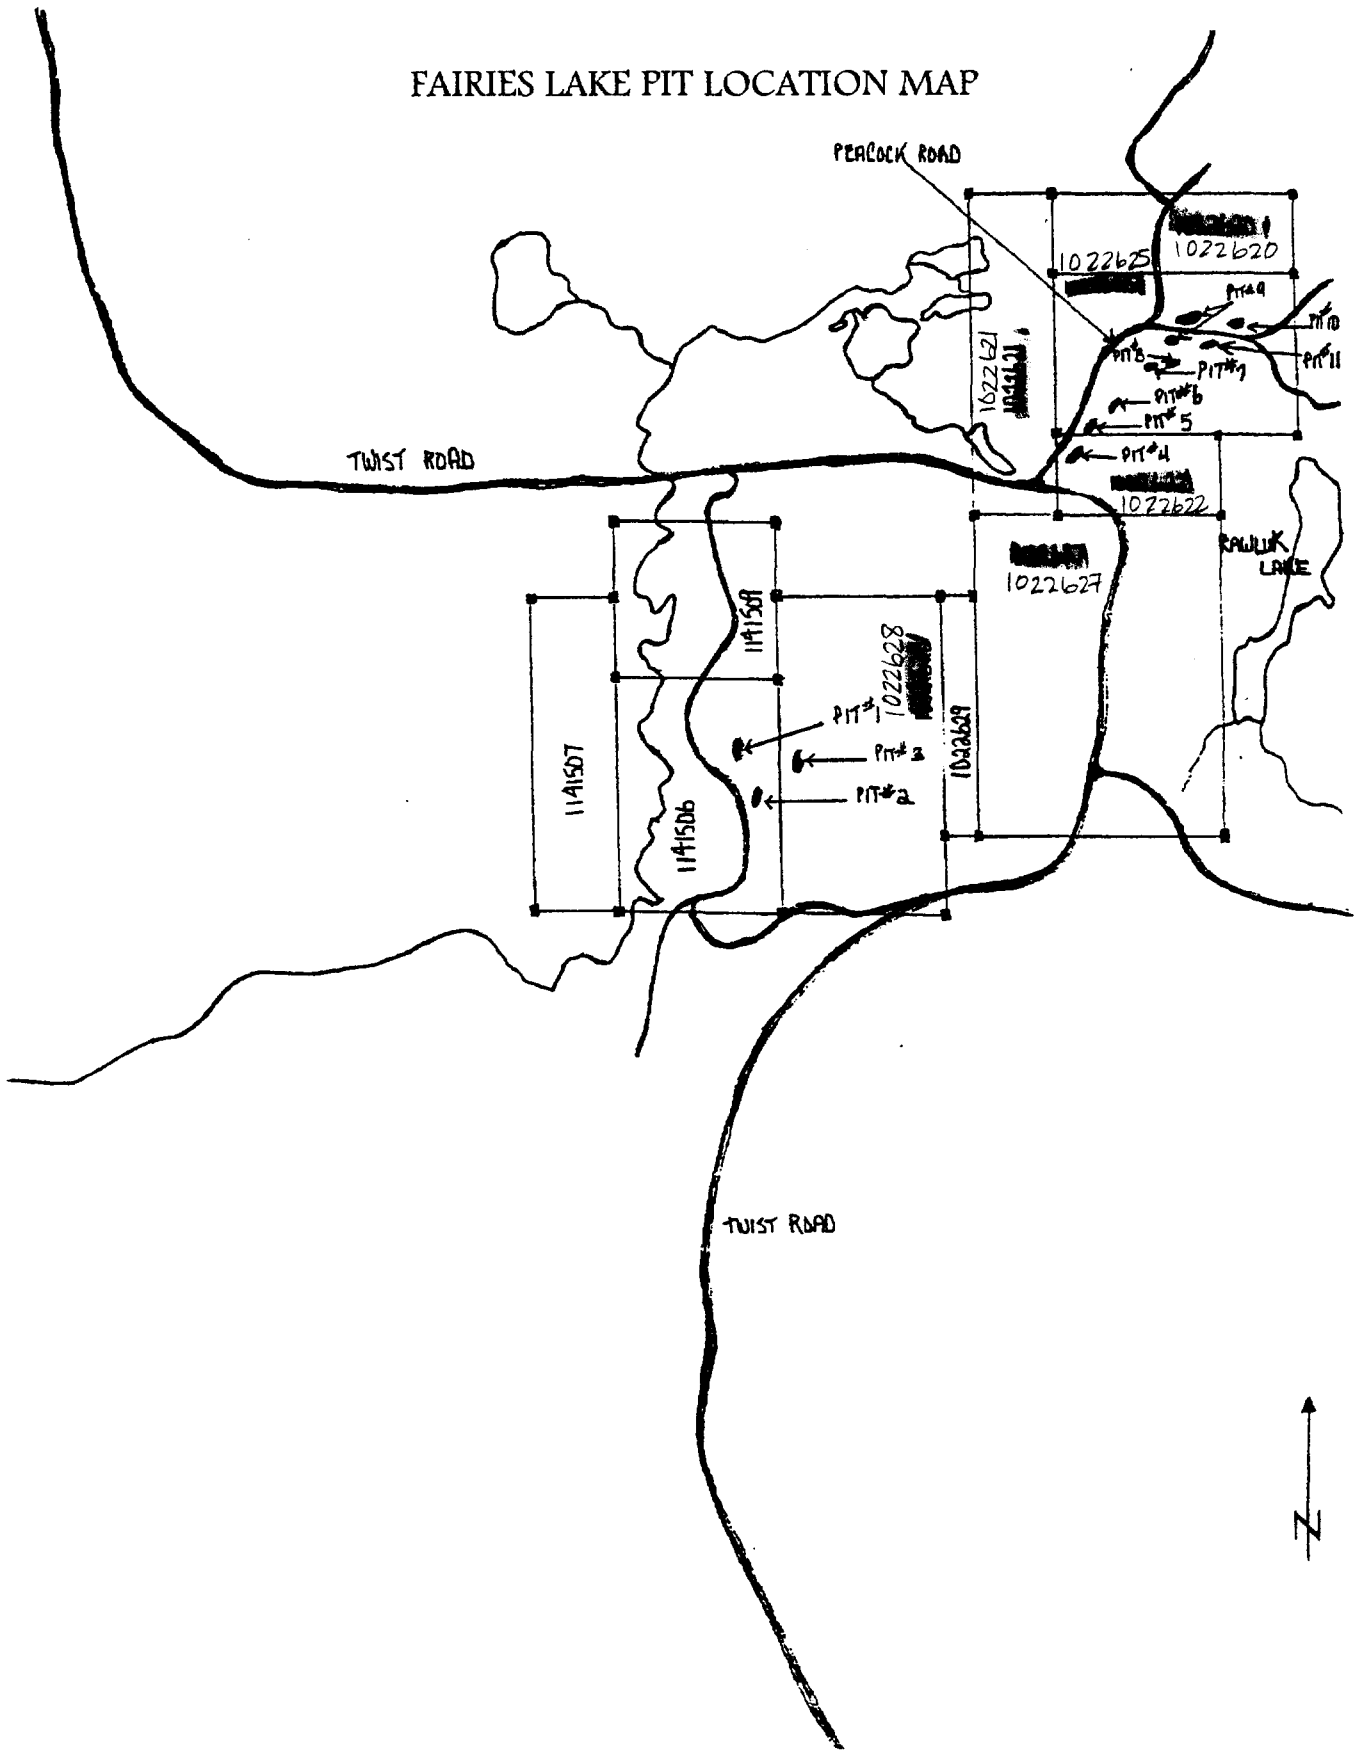 FAIRIES LAKE PIT LOCATION MAP
PEACOCK ROAD
1022620
1022625
PIT#9
PIT#10
1022621
PIT#8
PIT#11
PIT#7
PIT#6
PIT#5
PIT#4
TWIST ROAD
1022622
RAWLUK
LAKE
1022627
1141509
1022628
PIT#1
PIT#3
1022629
PIT#2
1141507
1141506
TWIST ROAD
N